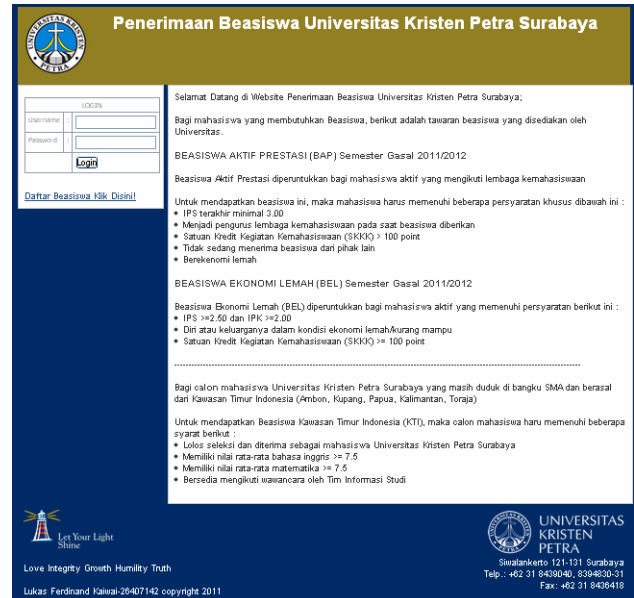 Penerimaan Beasiswa Universitas Kristen Petra Surabaya
UNIVERSITAS KRISTEN
PETRA
LOGIN
Username :
Password :
Login
Daftar Beasiswa Klik Disini!
Selamat Datang di Website Penerimaan Beasiswa Universitas Kristen Petra Surabaya;
Bagi mahasiswa yang membutuhkan Beasiswa, berikut adalah tawaran beasiswa yang disediakan oleh
Universitas.
BEASISWA AKTIF PRESTASI (BAP) Semester Gasal 2011/2012
Beasiswa Aktif Prestasi diperuntukkan bagi mahasiswa aktif yang mengikuti lembaga kemahasiswaan
Untuk mendapatkan beasiswa ini, maka mahasiswa harus memenuhi beberapa persyaratan khusus dibawah ini :
* IPS terakhir minimal 3.00
* Menjadi pengurus lembaga kemahasiswaan pada saat beasiswa diberikan
* Satuan Kredit Kegiatan Kemahasiswaan (SKKK) > 100 point
* Tidak sedang menerima beasiswa dari pihak lain
* Berekenomi lemah
BEASISWA EKONOMI LEMAH (BEL) Semester Gasal 2011/2012
Beasiswa Ekonomi Lemah (BEL) diperuntukkan bagi mahasiswa aktif yang memenuhi persyaratan berikut ini :
* IPS >=2.50 dan IPK >=2.00
* Diri atau keluarganya dalam kondisi ekonomi lemah/kurang mampu
* Satuan Kredit Kegiatan Kemahasiswaan (SKKK) >= 100 point
Bagi calon mahasiswa Universitas Kristen Petra Surabaya yang masih duduk di bangku SMA dan berasal
dari Kawasan Timur Indonesia (Ambon, Kupang, Papua, Kalimantan, Toraja)
Untuk mendapatkan Beasiswa Kawasan Timur Indonesia (KTI), maka calon mahasiswa haru memenuhi beberapa
syarat berikut :
* Lolos seleksi dan diterima sebagai mahasiswa Universitas Kristen Petra Surabaya
* Memiliki nilai rata-rata bahasa inggris >= 7.5
* Memiliki nilai rata-rata matematika >= 7.5
* Bersedia mengikuti wawancara oleh Tim Informasi Studi
Let Your Light
Shine
Love Integrity Growth Humility Truth
Lukas Ferdinand Kaiwai-26407142 copyright 2011
UNIVERSITAS
KRISTEN
PETRA
Siwalankerto 121-131 Surabaya
Telp.: +62 31 8439040, 8394830-31
Fax: +62 31 8436418